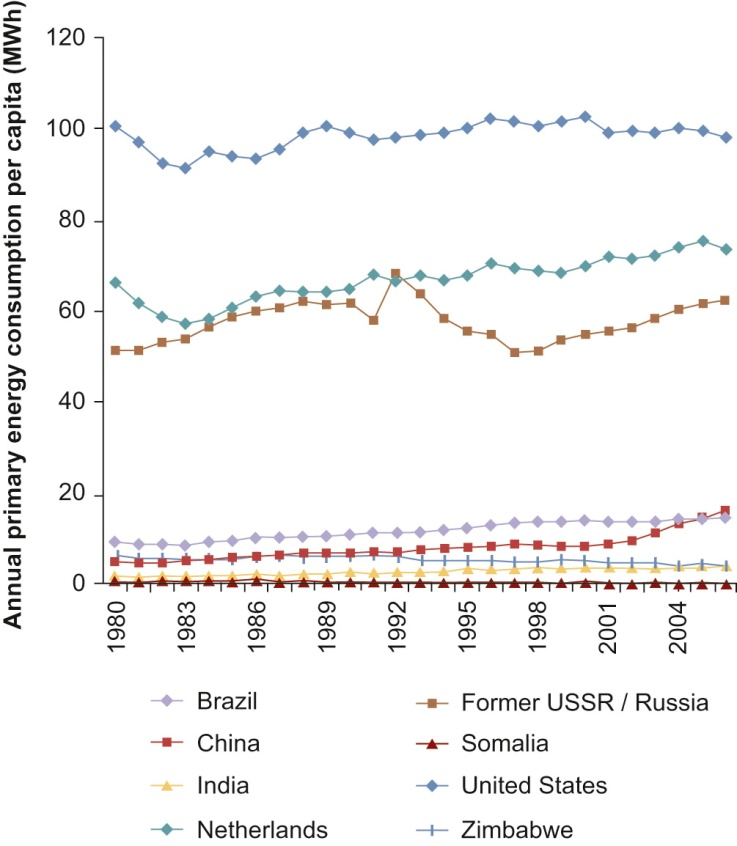 Annual primary energy consumption per capita (MWh)
120
100
80
60
40
20
0
1980
1983
1986
1989
1992
1995
1998
2001
2004
Brazil
China
India
Netherlands
Former USSR / Russia
Somalia
United States
Zimbabwe